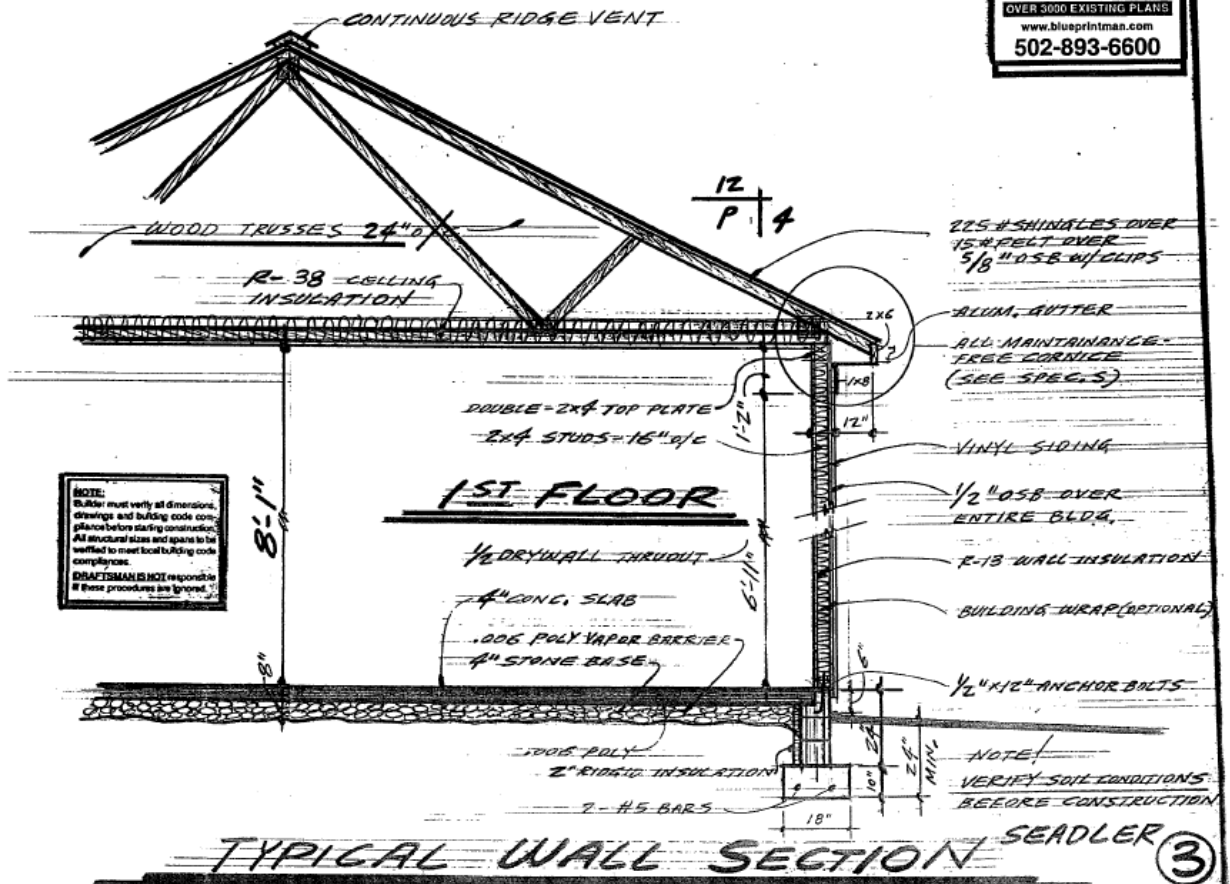 OVER 3000 EXISTING PLANS
www.blueprintman.com
502-893-6600
CONTINUOUS RIDGE VENT
12
P 4
WOOD TRUSSES 24" o/c
R-38 CEILING
INSULATION
225 # SHINGLES OVER
15 # FELT OVER
5/8" OSB W/CLIPS
2x6
ALUM. GUTTER
ALL MAINTAINANCE-
FREE CORNICE
(SEE SPEC.S)
1x8
12"
1'-2"
DOUBLE-2x4 TOP PLATE
2x4 STUDS-16" o/c
VINYL SIDING
1ST FLOOR
1/2" OSB OVER
ENTIRE BLDG.
8'-1"
NOTE:
Builder must verify all dimensions,
drawings and building code com-
pliance before starting construction.
All structural sizes and spans to be
verified to meet local building code
compliances.
DRAFTSMAN IS NOT responsible
if these procedures are ignored.
1/2 DRYWALL THRUOUT
6'-11"
R-13 WALL INSULATION
4" CONC. SLAB
BUILDING WRAP (OPTIONAL)
.006 POLY VAPOR BARRIER
4" STONE BASE
8"
6"
1/2" x 12" ANCHOR BOLTS
.006 POLY
2" RIGID INSULATION
24"
10"
24"
MIN.
NOTE!
VERIFY SOIL CONDITIONS
BEFORE CONSTRUCTION
2-#5 BARS
18"
TYPICAL WALL SECTION
SEADLER
3